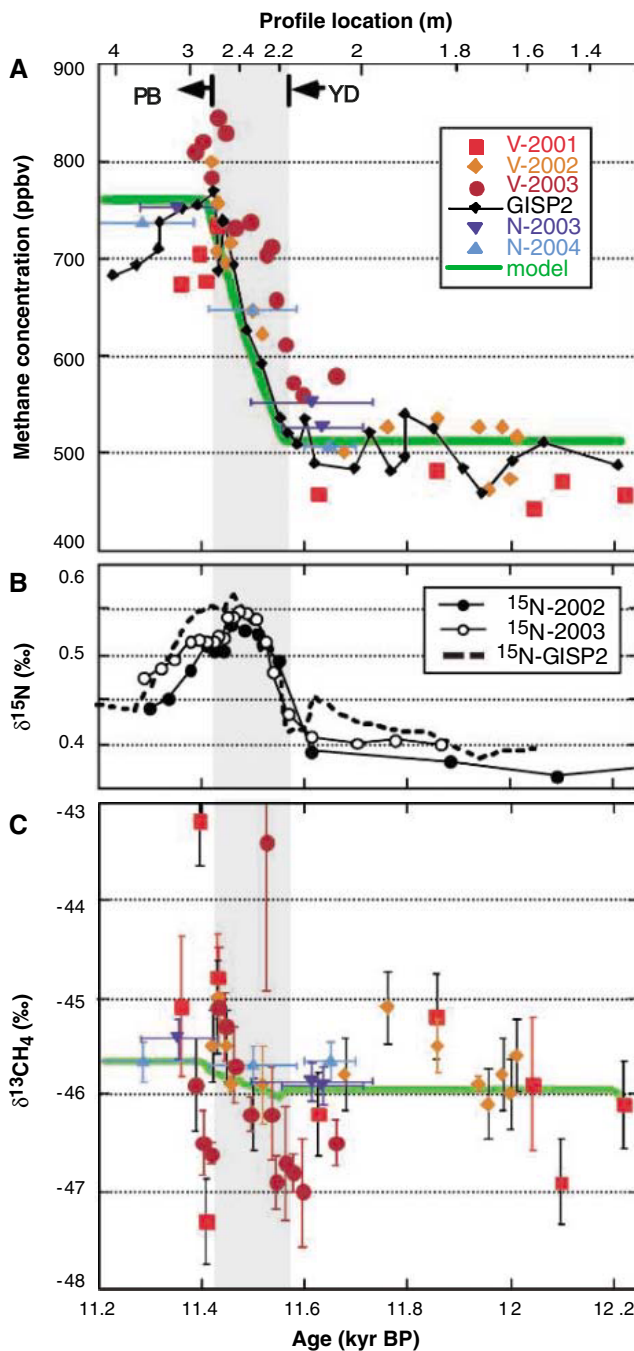 Profile location (m)
4 3 2.4 2.2 2 1.8 1.6 1.4
A
900
800
700
600
500
400
Methane concentration (ppbv)
PB YD
V-2001
V-2002
V-2003
GISP2
N-2003
N-2004
model
B
0.6
0.5
0.4
δ15N (‰)
15N-2002
15N-2003
15N-GISP2
C
-43
-44
-45
-46
-47
-48
δ13CH4 (‰)
11.2 11.4 11.6 11.8 12 12.2
Age (kyr BP)